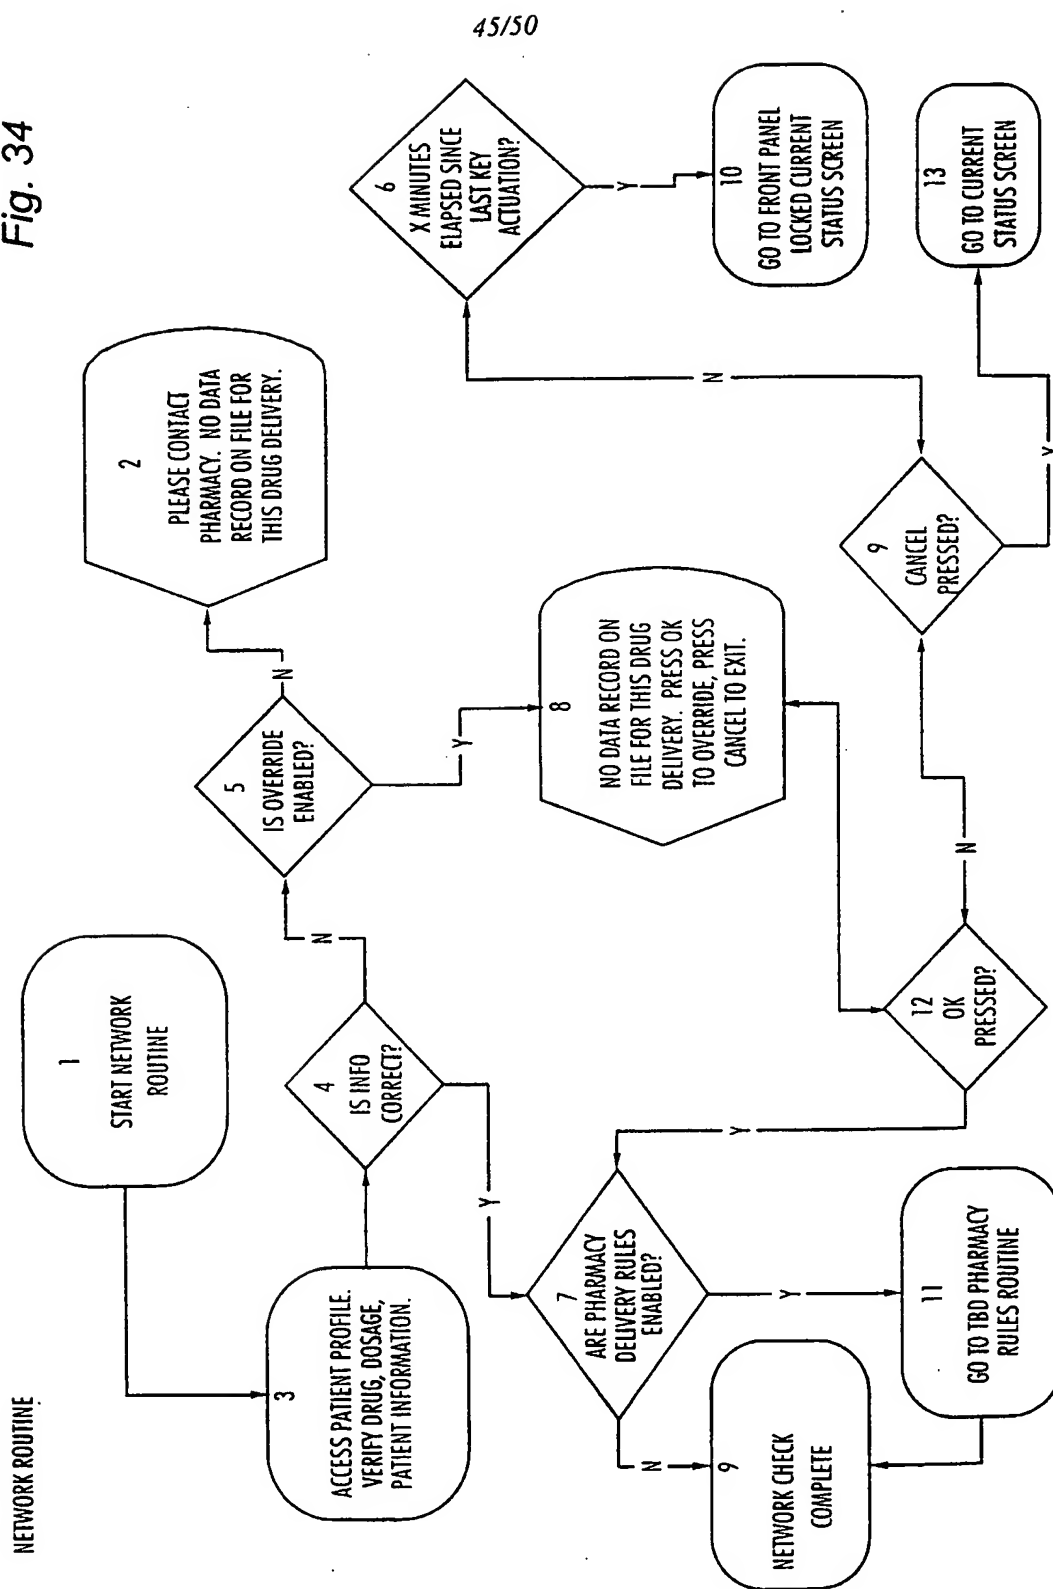 45/50
Fig. 34
NETWORK ROUTINE
1
START NETWORK
ROUTINE
2
PLEASE CONTACT
PHARMACY. NO DATA
RECORD ON FILE FOR
THIS DRUG DELIVERY.
3
ACCESS PATIENT PROFILE.
VERIFY DRUG, DOSAGE,
PATIENT INFORMATION.
4
IS INFO
CORRECT?
N
Y
5
IS OVERRIDE
ENABLED?
N
Y
6
X MINUTES
ELAPSED SINCE
LAST KEY
ACTUATION?
Y
7
ARE PHARMACY
DELIVERY RULES
ENABLED?
N
Y
8
NO DATA RECORD ON
FILE FOR THIS DRUG
DELIVERY. PRESS OK
TO OVERRIDE, PRESS
CANCEL TO EXIT.
9
CANCEL
PRESSED?
N
Y
10
GO TO FRONT PANEL
LOCKED CURRENT
STATUS SCREEN
9
NETWORK CHECK
COMPLETE
11
GO TO TBD PHARMACY
RULES ROUTINE
12
OK
PRESSED?
Y
N
13
GO TO CURRENT
STATUS SCREEN